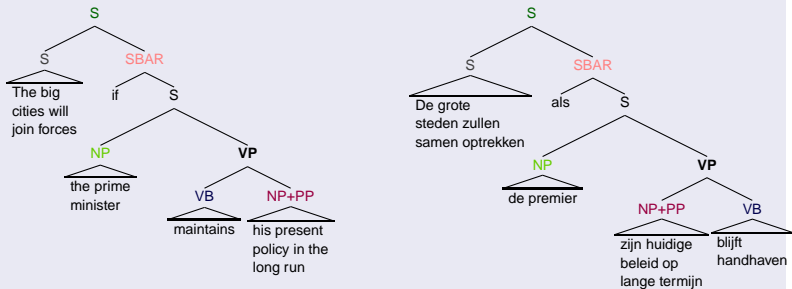 S
S
SBAR
The big
cities will
join forces
if
S
NP
VP
the prime
minister
VB
NP+PP
maintains
his present
policy in the
long run
S
S
SBAR
De grote
steden zullen
samen optrekken
als
S
NP
VP
de premier
NP+PP
VB
zijn huidige
beleid op
lange termijn
blijft
handhaven